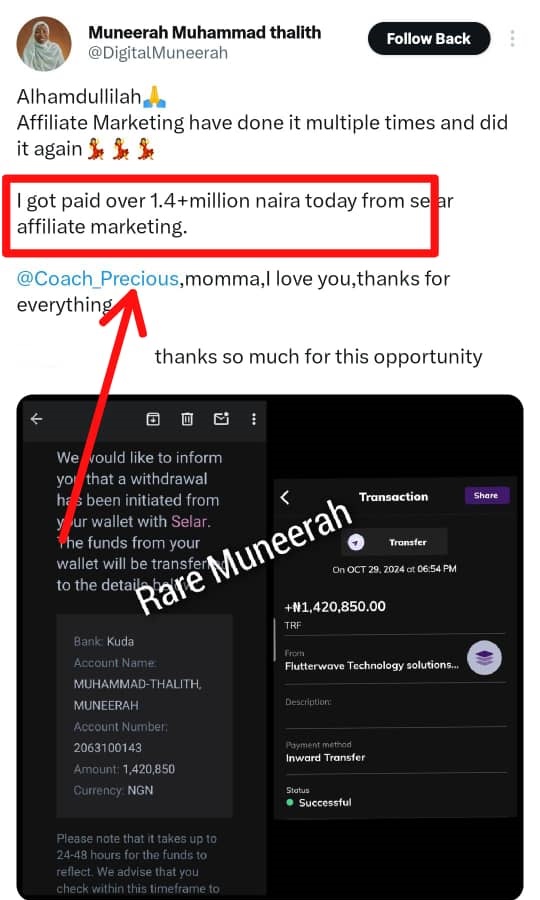 Muneerah Muhammad thalith
@DigitalMuneerah
Follow Back
Alhamdullilah🙏
Affiliate Marketing have done it multiple times and did
it again💃💃💃
I got paid over 1.4+million naira today from selar
affiliate marketing.
@Coach_Precious,momma,I love you,thanks for
everything
thanks so much for this opportunity
We would like to inform
you that a withdrawal
has been initiated from
your wallet with Selar.
The funds from your
wallet will be transferred
to the details below
Bank: Kuda
Account Name:
MUHAMMAD-THALITH,
MUNEERAH
Account Number:
2063100143
Amount: 1,420,850
Currency: NGN
Please note that it takes up to
24-48 hours for the funds to
reflect. We advise that you
check within this timeframe to
Rare Muneerah
Transaction
Share
Transfer
On OCT 29, 2024 at 06:54 PM
+₦1,420,850.00
TRF
From
Flutterwave Technology solutions...
Description:
Payment method
Inward Transfer
Status
Successful